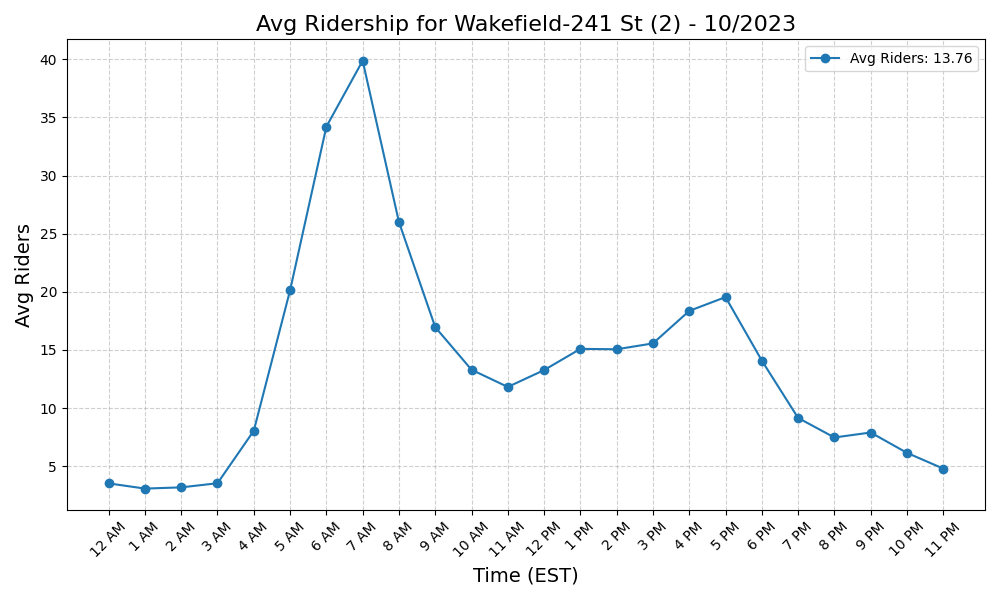 Avg Ridership for Wakefield-241 St (2) - 10/2023
Avg Riders: 13.76
Avg Riders
40
35
30
25
20
15
10
5
12 AM
1 AM
2 AM
3 AM
4 AM
5 AM
6 AM
7 AM
8 AM
9 AM
10 AM
11 AM
12 PM
1 PM
2 PM
3 PM
4 PM
5 PM
6 PM
7 PM
8 PM
9 PM
10 PM
11 PM
Time (EST)